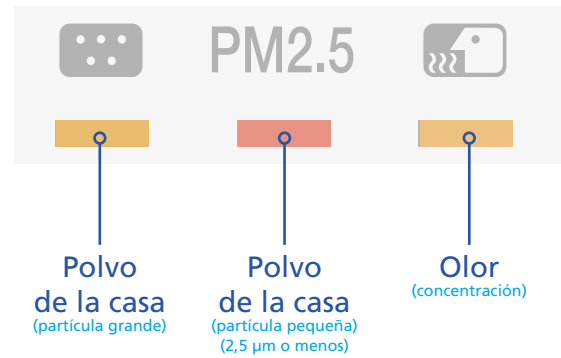 PM2.5
Polvo
de la casa
(partícula grande)
Polvo
de la casa
(partícula pequeña)
(2,5 µm o menos)
Olor
(concentración)